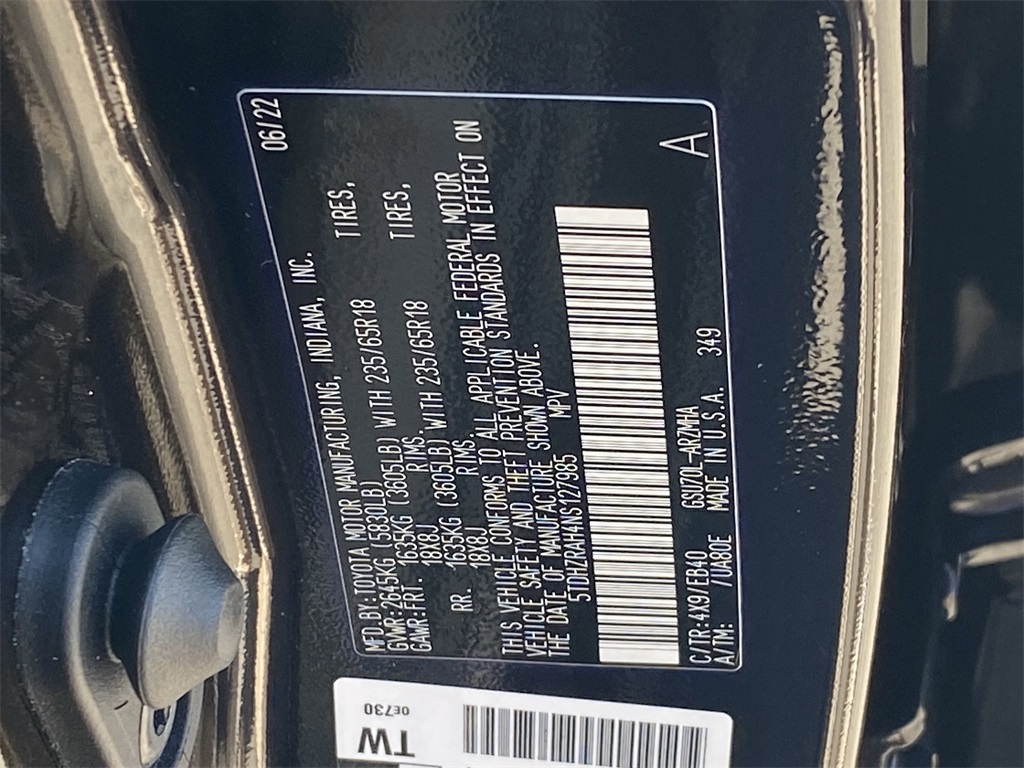 MFD.BY:TOYOTA MOTOR MANUFACTURING, INDIANA, INC. 06/22
GVWR:2645KG (5830LB)
GAWR:FRT. 1635KG (3605LB) WITH 235/65R18 TIRES,
18X8J RIMS.
RR. 1635KG (3605LB) WITH 235/65R18 TIRES,
18X8J RIMS.
THIS VEHICLE CONFORMS TO ALL APPLICABLE FEDERAL MOTOR
VEHICLE SAFETY AND THEFT PREVENTION STANDARDS IN EFFECT ON
THE DATE OF MANUFACTURE SHOWN ABOVE.
5TDHZRAH4NS127985 MPV
C/TR:4X9/EB40 GSU70L-ARZMHA
A/TM: /UA80E MADE IN U.S.A. 349 A
0E730
TW